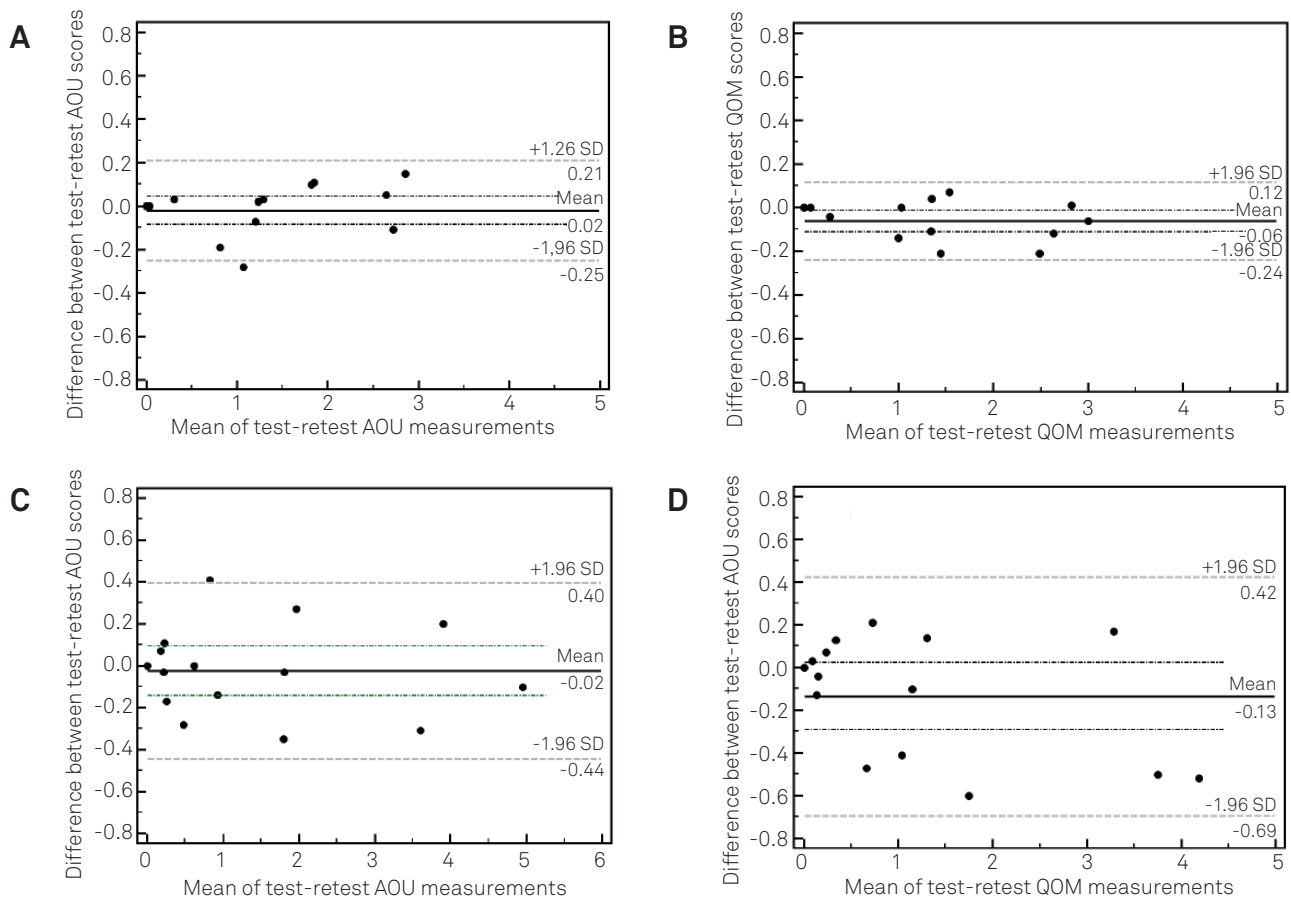 A
Difference between test-retest AOU scores
0.8
0.6
0.4
0.2
0.0
-0.2
-0.4
-0.6
-0.8
+1.26 SD
0.21
Mean
-0.02
-1,96 SD
-0.25
0 1 2 3 4 5
Mean of test-retest AOU measurements
B
Difference between test-retest QOM scores
0.8
0.6
0.4
0.2
0.0
-0.2
-0.4
-0.6
-0.8
+1.96 SD
0.12
Mean
-0.06
-1.96 SD
-0.24
0 1 2 3 4 5
Mean of test-retest QOM measurements
C
Difference between test-retest AOU scores
0.8
0.6
0.4
0.2
0.0
-0.2
-0.4
-0.6
-0.8
+1.96 SD
0.40
Mean
-0.02
-1.96 SD
-0.44
0 1 2 3 4 5 6
Mean of test-retest AOU measurements
D
Difference between test-retest AOU scores
0.8
0.6
0.4
0.2
0.0
-0.2
-0.4
-0.6
-0.8
+1.96 SD
0.42
Mean
-0.13
-1.96 SD
-0.69
0 1 2 3 4 5
Mean of test-retest QOM measurements